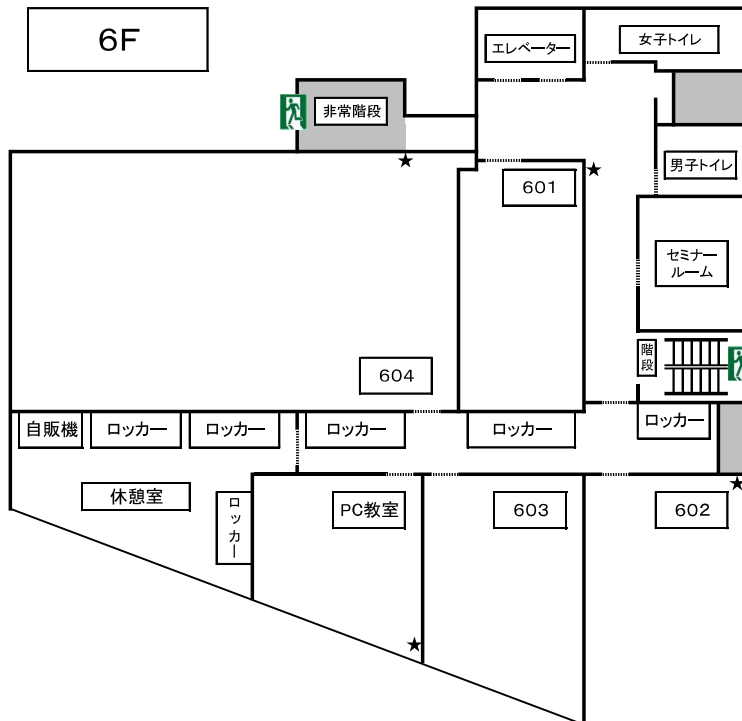 6F
エレベーター
女子トイレ
非常階段
男子トイレ
601
セミナー
ルーム
階段
604
自販機
ロッカー
ロッカー
ロッカー
ロッカー
ロッカー
休憩室
ロッカー
PC教室
603
602